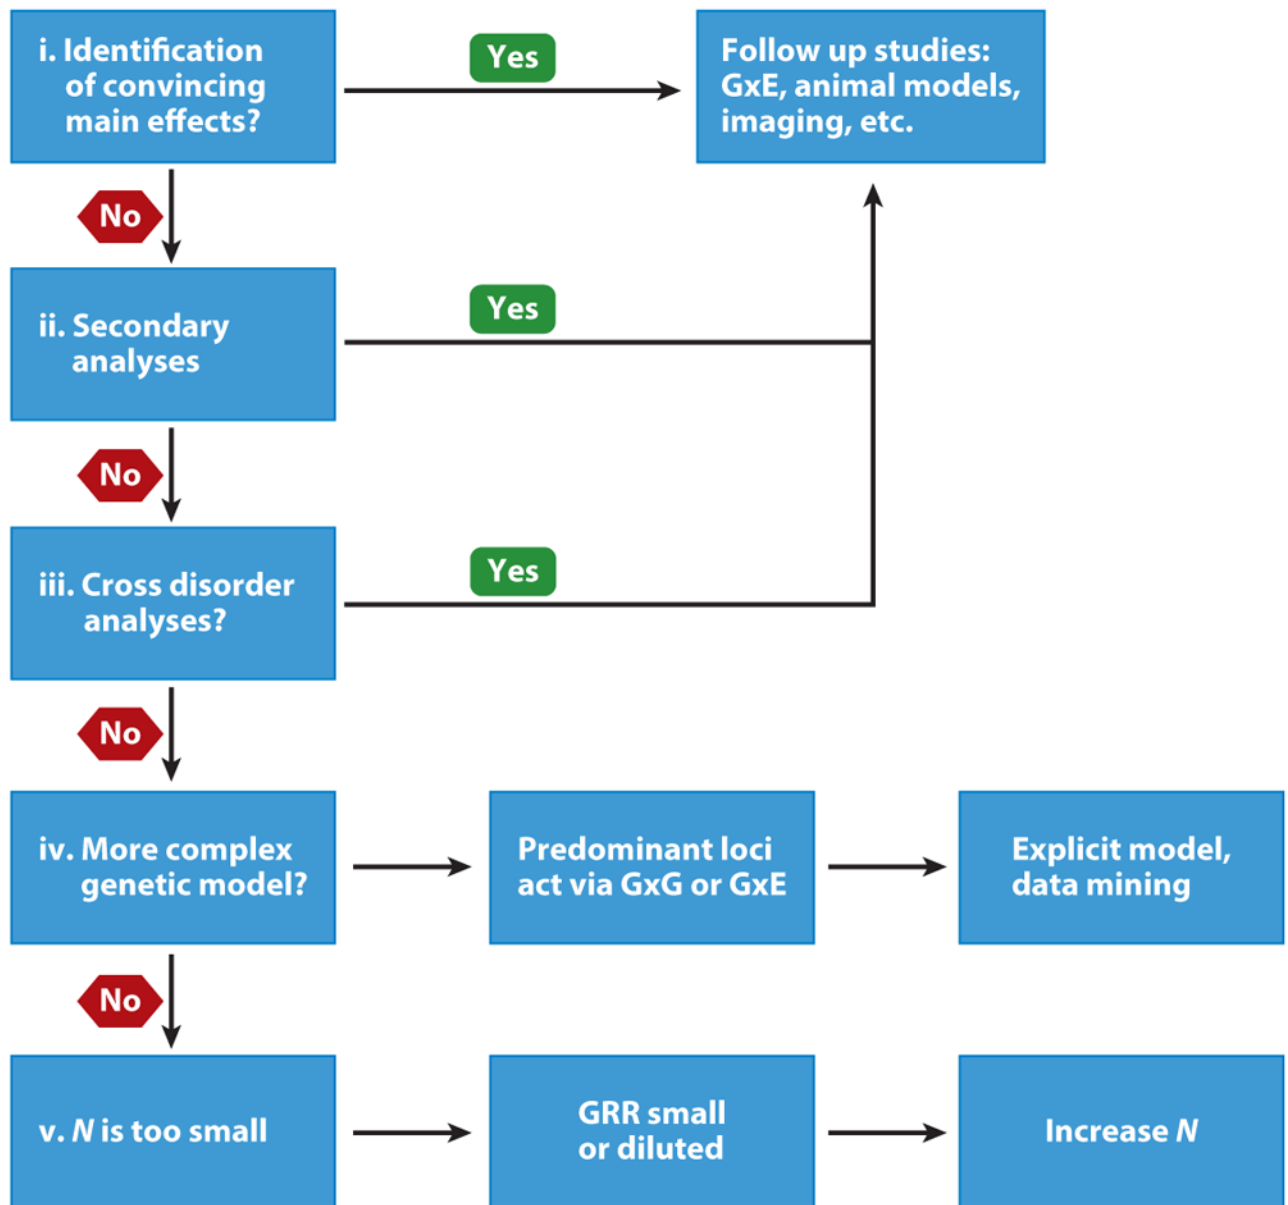 i. Identification
of convincing
main effects?
Yes
Follow up studies:
GxE, animal models,
imaging, etc.
No
ii. Secondary
analyses
Yes
No
iii. Cross disorder
analyses?
Yes
No
iv. More complex
genetic model?
Predominant loci
act via GxG or GxE
Explicit model,
data mining
No
v. N is too small
GRR small
or diluted
Increase N